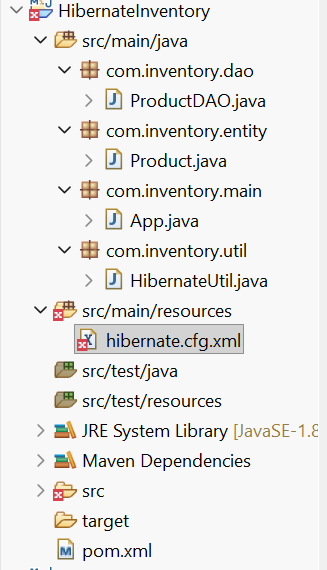 HibernateInventory
src/main/java
com.inventory.dao
ProductDAO.java
com.inventory.entity
Product.java
com.inventory.main
App.java
com.inventory.util
HibernateUtil.java
src/main/resources
hibernate.cfg.xml
src/test/java
src/test/resources
JRE System Library [JavaSE-1.8
Maven Dependencies
src
target
pom.xml